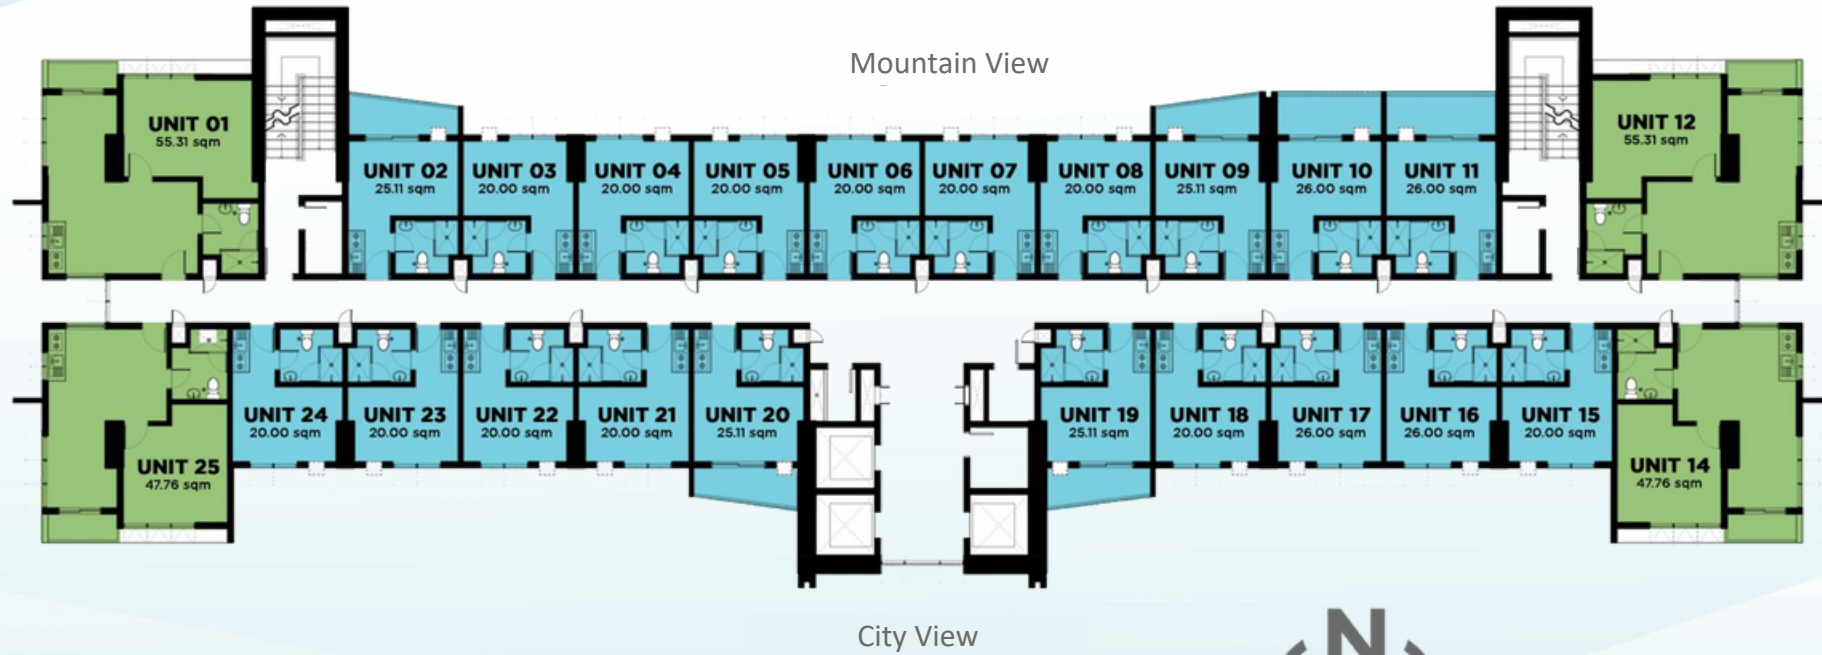 Mountain View
UNIT 01
55.31 sqm
UNIT 02
25.11 sqm
UNIT 03
20.00 sqm
UNIT 04
20.00 sqm
UNIT 05
20.00 sqm
UNIT 06
20.00 sqm
UNIT 07
20.00 sqm
UNIT 08
20.00 sqm
UNIT 09
25.11 sqm
UNIT 10
26.00 sqm
UNIT 11
26.00 sqm
UNIT 12
55.31 sqm
UNIT 25
47.76 sqm
UNIT 24
20.00 sqm
UNIT 23
20.00 sqm
UNIT 22
20.00 sqm
UNIT 21
20.00 sqm
UNIT 20
25.11 sqm
UNIT 19
25.11 sqm
UNIT 18
20.00 sqm
UNIT 17
26.00 sqm
UNIT 16
26.00 sqm
UNIT 15
20.00 sqm
UNIT 14
47.76 sqm
City View
N